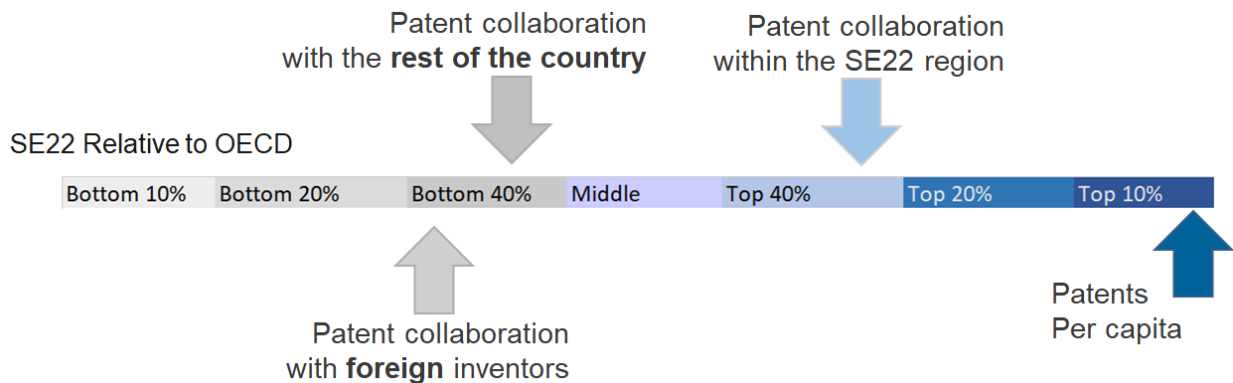 Patent collaboration
with the rest of the country
Patent collaboration
within the SE22 region
SE22 Relative to OECD
Bottom 10%
Bottom 20%
Bottom 40%
Middle
Top 40%
Top 20%
Top 10%
Patent collaboration
with foreign inventors
Patents
Per capita